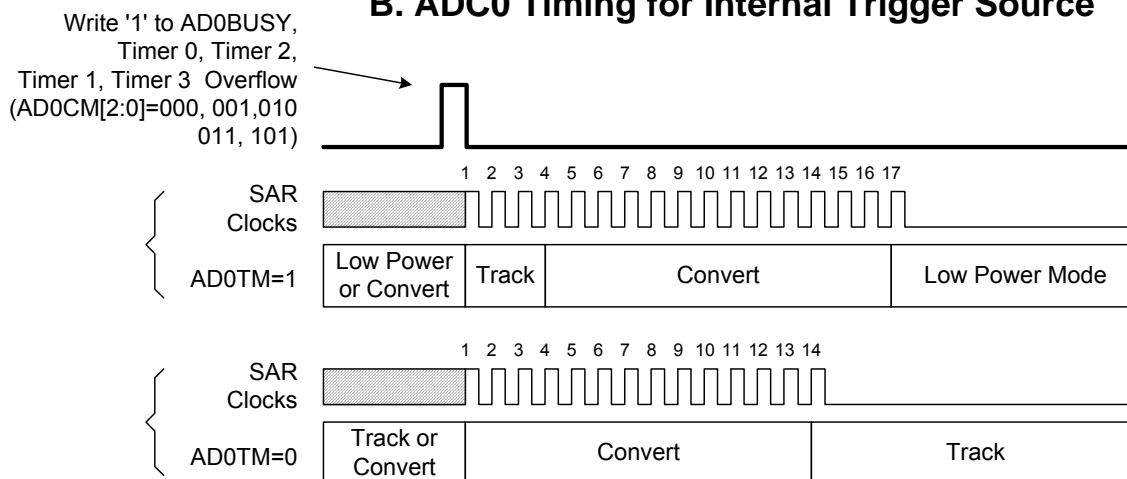 B. ADC0 Timing for Internal Trigger Source
Write '1' to AD0BUSY,
Timer 0, Timer 2,
Timer 1, Timer 3 Overflow
(AD0CM[2:0]=000, 001,010
011, 101)
1 2 3 4 5 6 7 8 9 10 11 12 13 14 15 16 17
SAR
Clocks
AD0TM=1
Low Power
or Convert
Track
Convert
Low Power Mode
1 2 3 4 5 6 7 8 9 10 11 12 13 14
SAR
Clocks
AD0TM=0
Track or
Convert
Convert
Track